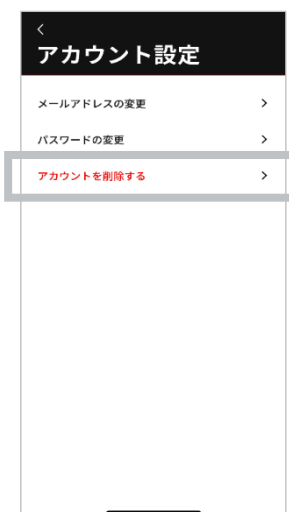 アカウント設定
メールアドレスの変更
パスワードの変更
アカウントを削除する